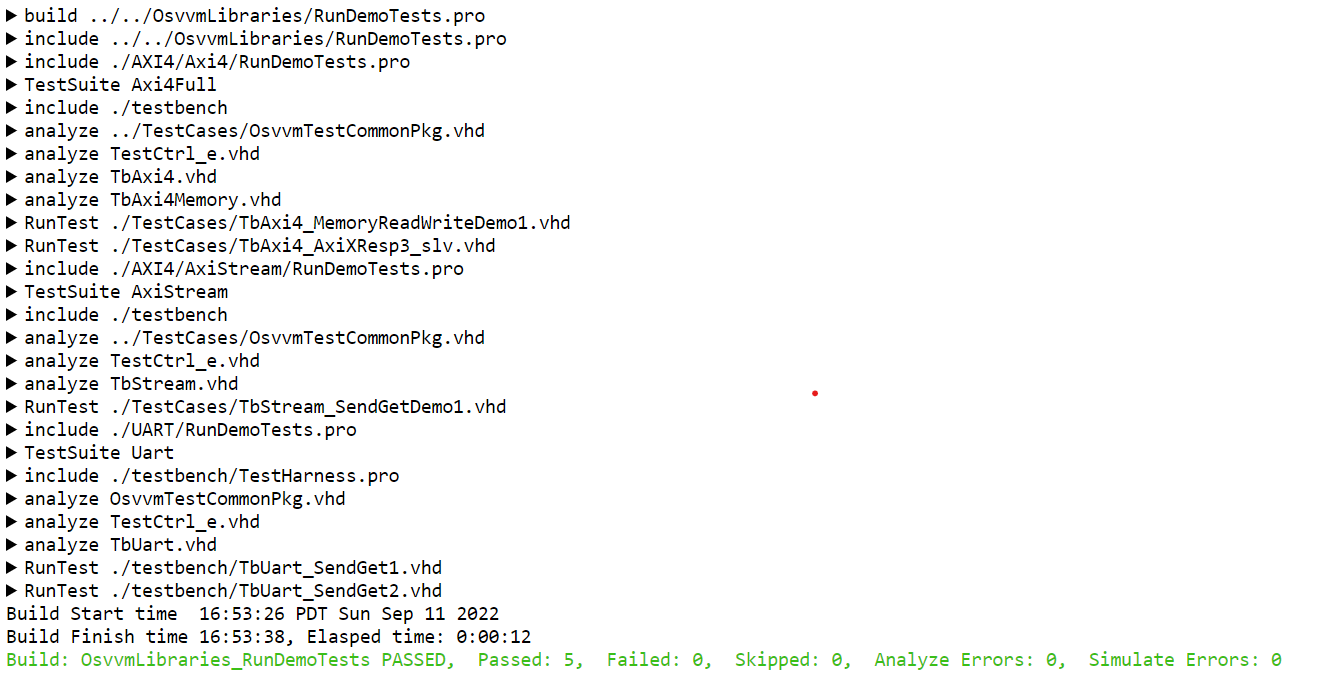 ▶ build ../../OsvvmLibraries/RunDemoTests.pro
▶ include ../../OsvvmLibraries/RunDemoTests.pro
▶ include ./AXI4/Axi4/RunDemoTests.pro
▶ TestSuite Axi4Full
▶ include ./testbench
▶ analyze ../TestCases/OsvvmTestCommonPkg.vhd
▶ analyze TestCtrl_e.vhd
▶ analyze TbAxi4.vhd
▶ analyze TbAxi4Memory.vhd
▶ RunTest ./TestCases/TbAxi4_MemoryReadWriteDemo1.vhd
▶ RunTest ./TestCases/TbAxi4_AxiXResp3_slv.vhd
▶ include ./AXI4/AxiStream/RunDemoTests.pro
▶ TestSuite AxiStream
▶ include ./testbench
▶ analyze ../TestCases/OsvvmTestCommonPkg.vhd
▶ analyze TestCtrl_e.vhd
▶ analyze TbStream.vhd
▶ RunTest ./TestCases/TbStream_SendGetDemo1.vhd
▶ include ./UART/RunDemoTests.pro
▶ TestSuite Uart
▶ include ./testbench/TestHarness.pro
▶ analyze OsvvmTestCommonPkg.vhd
▶ analyze TestCtrl_e.vhd
▶ analyze TbUart.vhd
▶ RunTest ./testbench/TbUart_SendGet1.vhd
▶ RunTest ./testbench/TbUart_SendGet2.vhd
Build Start time  16:53:26 PDT Sun Sep 11 2022
Build Finish time 16:53:38, Elasped time: 0:00:12
Build: OsvvmLibraries_RunDemoTests PASSED,  Passed: 5,  Failed: 0,  Skipped: 0,  Analyze Errors: 0,  Simulate Errors: 0